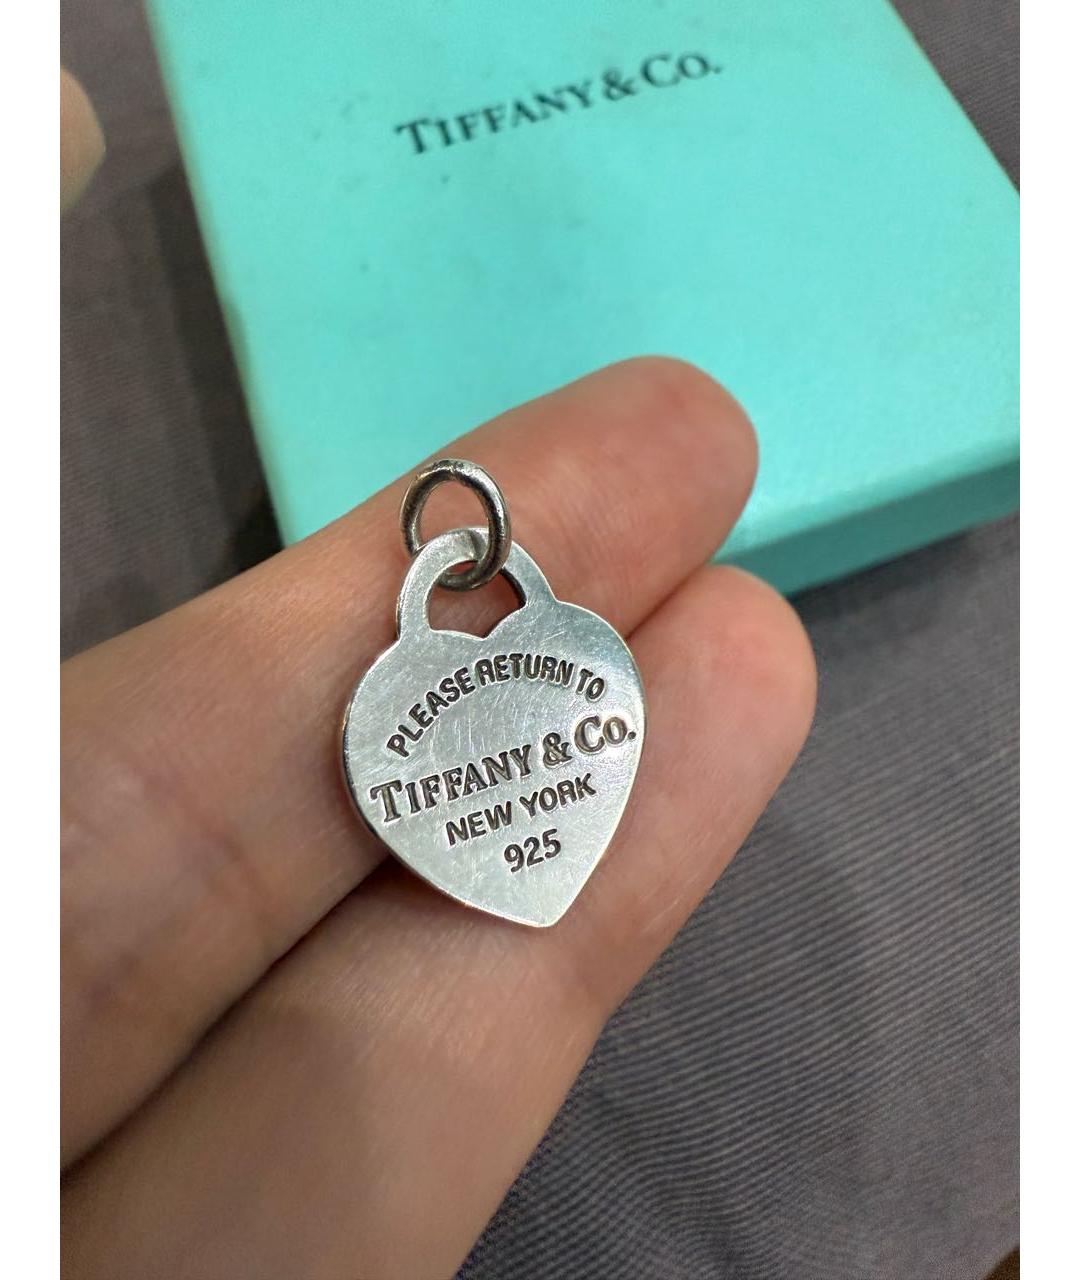 TIFFANY & CO.
PLEASE RETURN TO
TIFFANY & CO.
NEW YORK
925